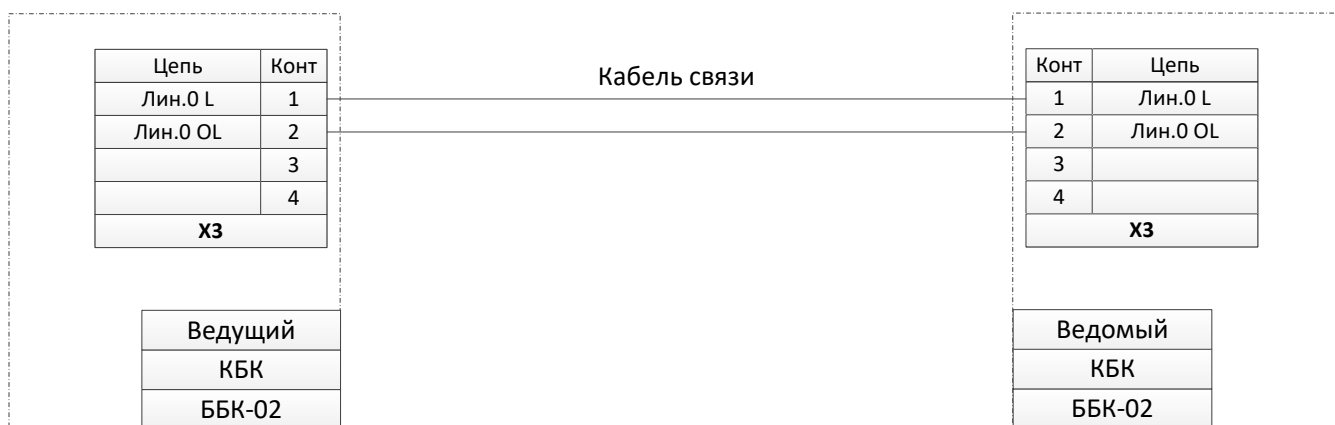 Цепь Конт
Лин.0 L 1
Лин.0 OL 2
3
4
X3
Кабель связи
Конт Цепь
1 Лин.0 L
2 Лин.0 OL
3
4
X3
Ведущий
КБК
ББК-02
Ведомый
КБК
ББК-02